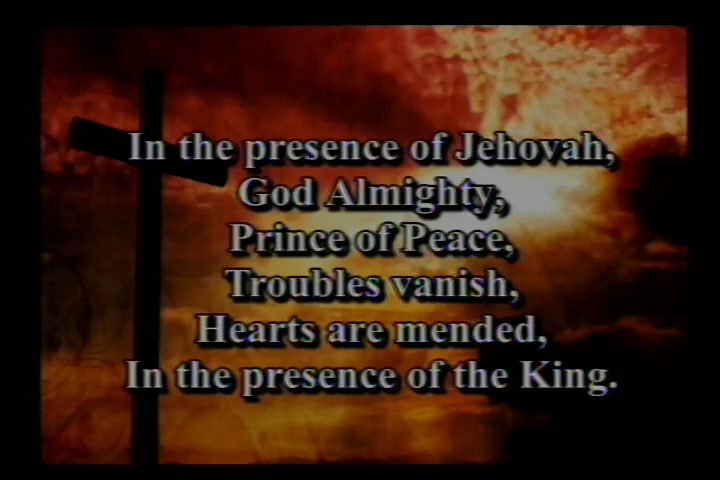 In the presence of Jehovah,
God Almighty,
Prince of Peace,
Troubles vanish,
Hearts are mended,
In the presence of the King.